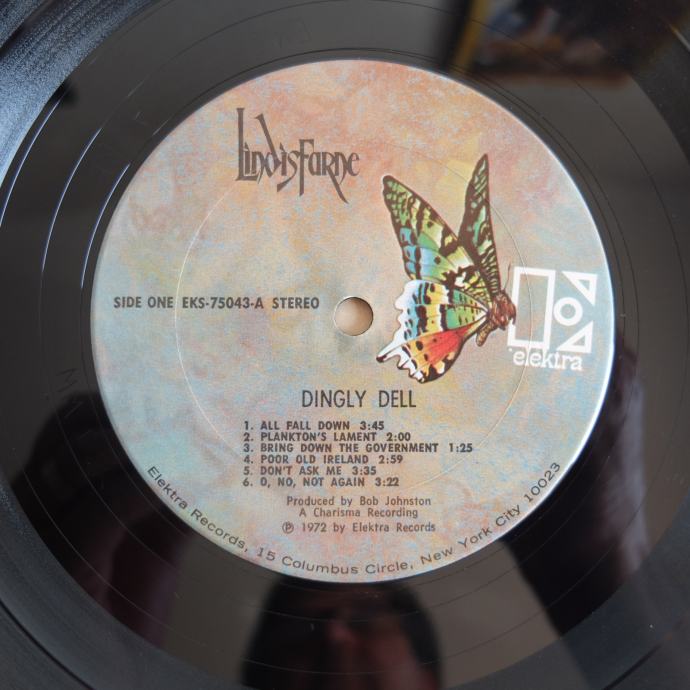 Lindisfarne
SIDE ONE EKS-75043-A STEREO
elektra
DINGLY DELL
1. ALL FALL DOWN 3:45
2. PLANKTON'S LAMENT 2:00
3. BRING DOWN THE GOVERNMENT 1:25
4. POOR OLD IRELAND 2:59
5. DON'T ASK ME 3:35
6. O, NO, NOT AGAIN 3:22
Produced by Bob Johnston
A Charisma Recording
℗ 1972 by Elektra Records
Elektra Records, 15 Columbus Circle, New York City 10023